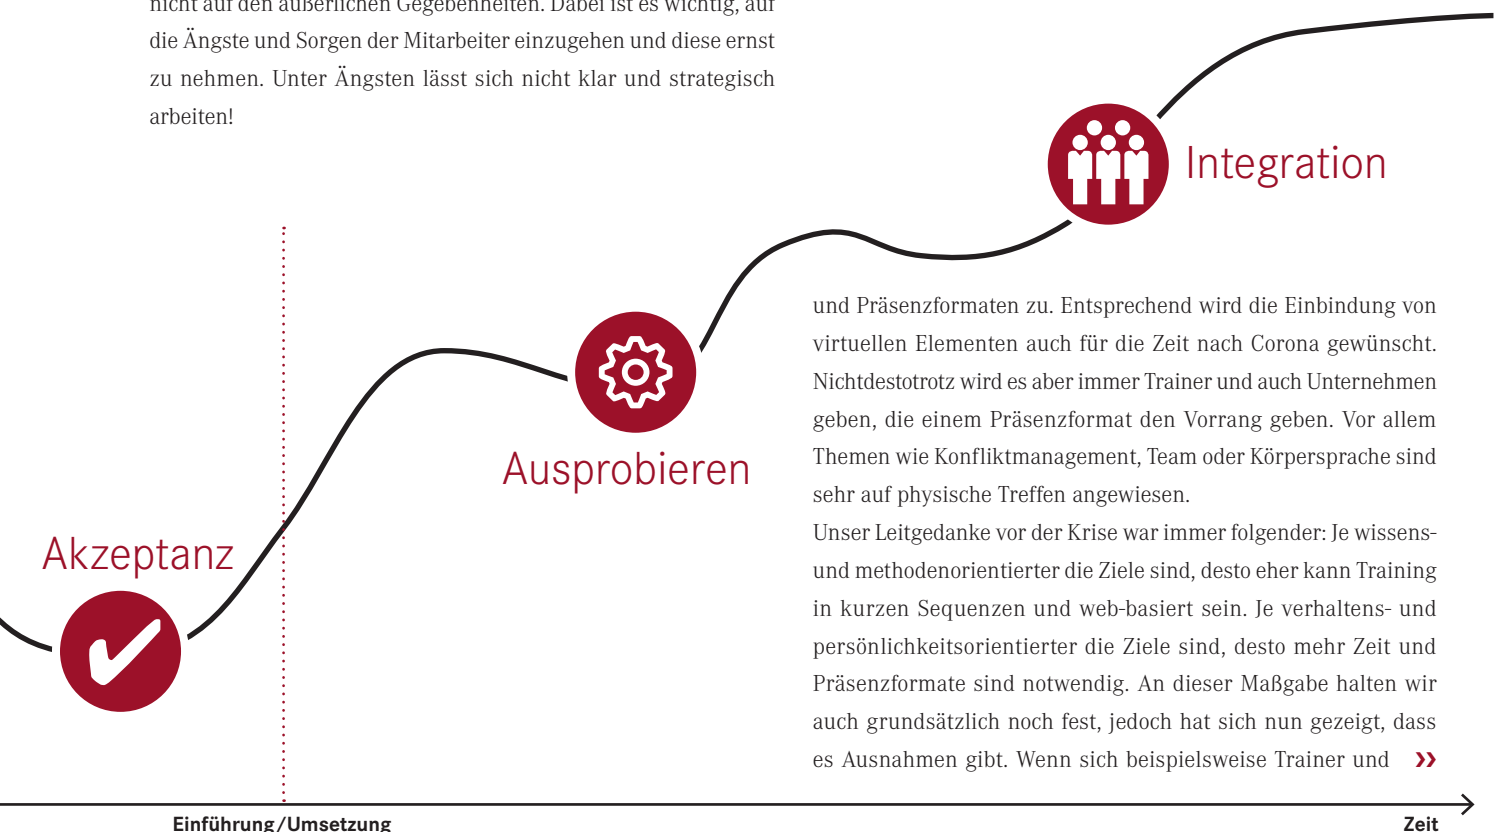 nicht auf den äußerlichen Gegebenheiten. Dabei ist es wichtig, auf
die Ängste und Sorgen der Mitarbeiter einzugehen und diese ernst
zu nehmen. Unter Ängsten lässt sich nicht klar und strategisch
arbeiten!
Integration
Ausprobieren
Akzeptanz
und Präsenzformaten zu. Entsprechend wird die Einbindung von
virtuellen Elementen auch für die Zeit nach Corona gewünscht.
Nichtdestotrotz wird es aber immer Trainer und auch Unternehmen
geben, die einem Präsenzformat den Vorrang geben. Vor allem
Themen wie Konfliktmanagement, Team oder Körpersprache sind
sehr auf physische Treffen angewiesen.
Unser Leitgedanke vor der Krise war immer folgender: Je wissens-
und methodenorientierter die Ziele sind, desto eher kann Training
in kurzen Sequenzen und web-basiert sein. Je verhaltens- und
persönlichkeitsorientierter die Ziele sind, desto mehr Zeit und
Präsenzformate sind notwendig. An dieser Maßgabe halten wir
auch grundsätzlich noch fest, jedoch hat sich nun gezeigt, dass
es Ausnahmen gibt. Wenn sich beispielsweise Trainer und »
Einführung/Umsetzung
Zeit